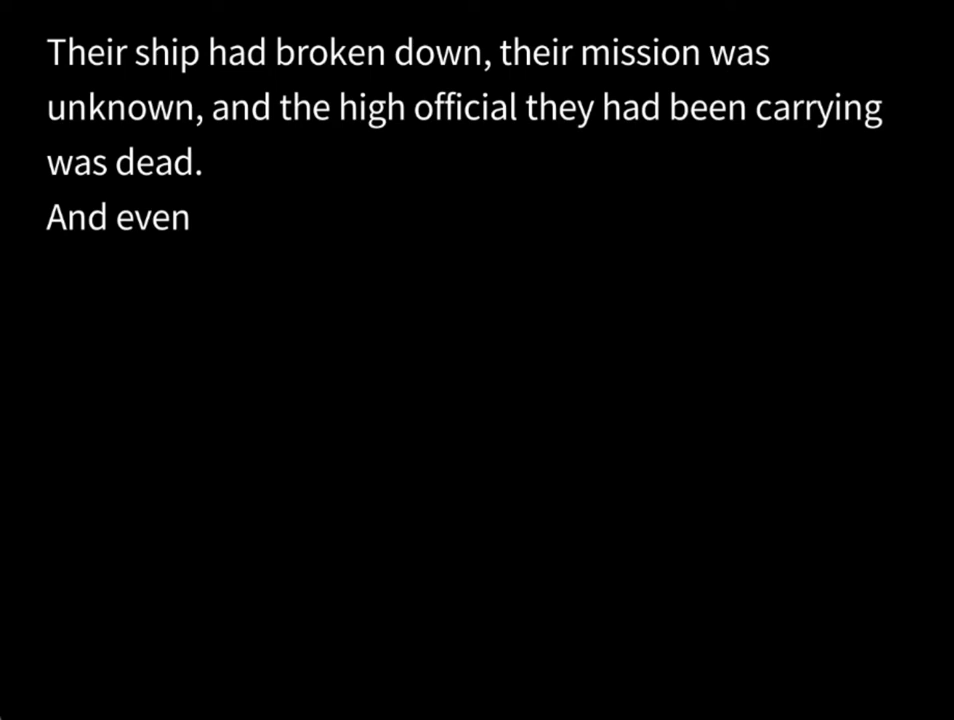 Their ship had broken down, their mission was
unknown, and the high official they had been carrying
was dead.
And even